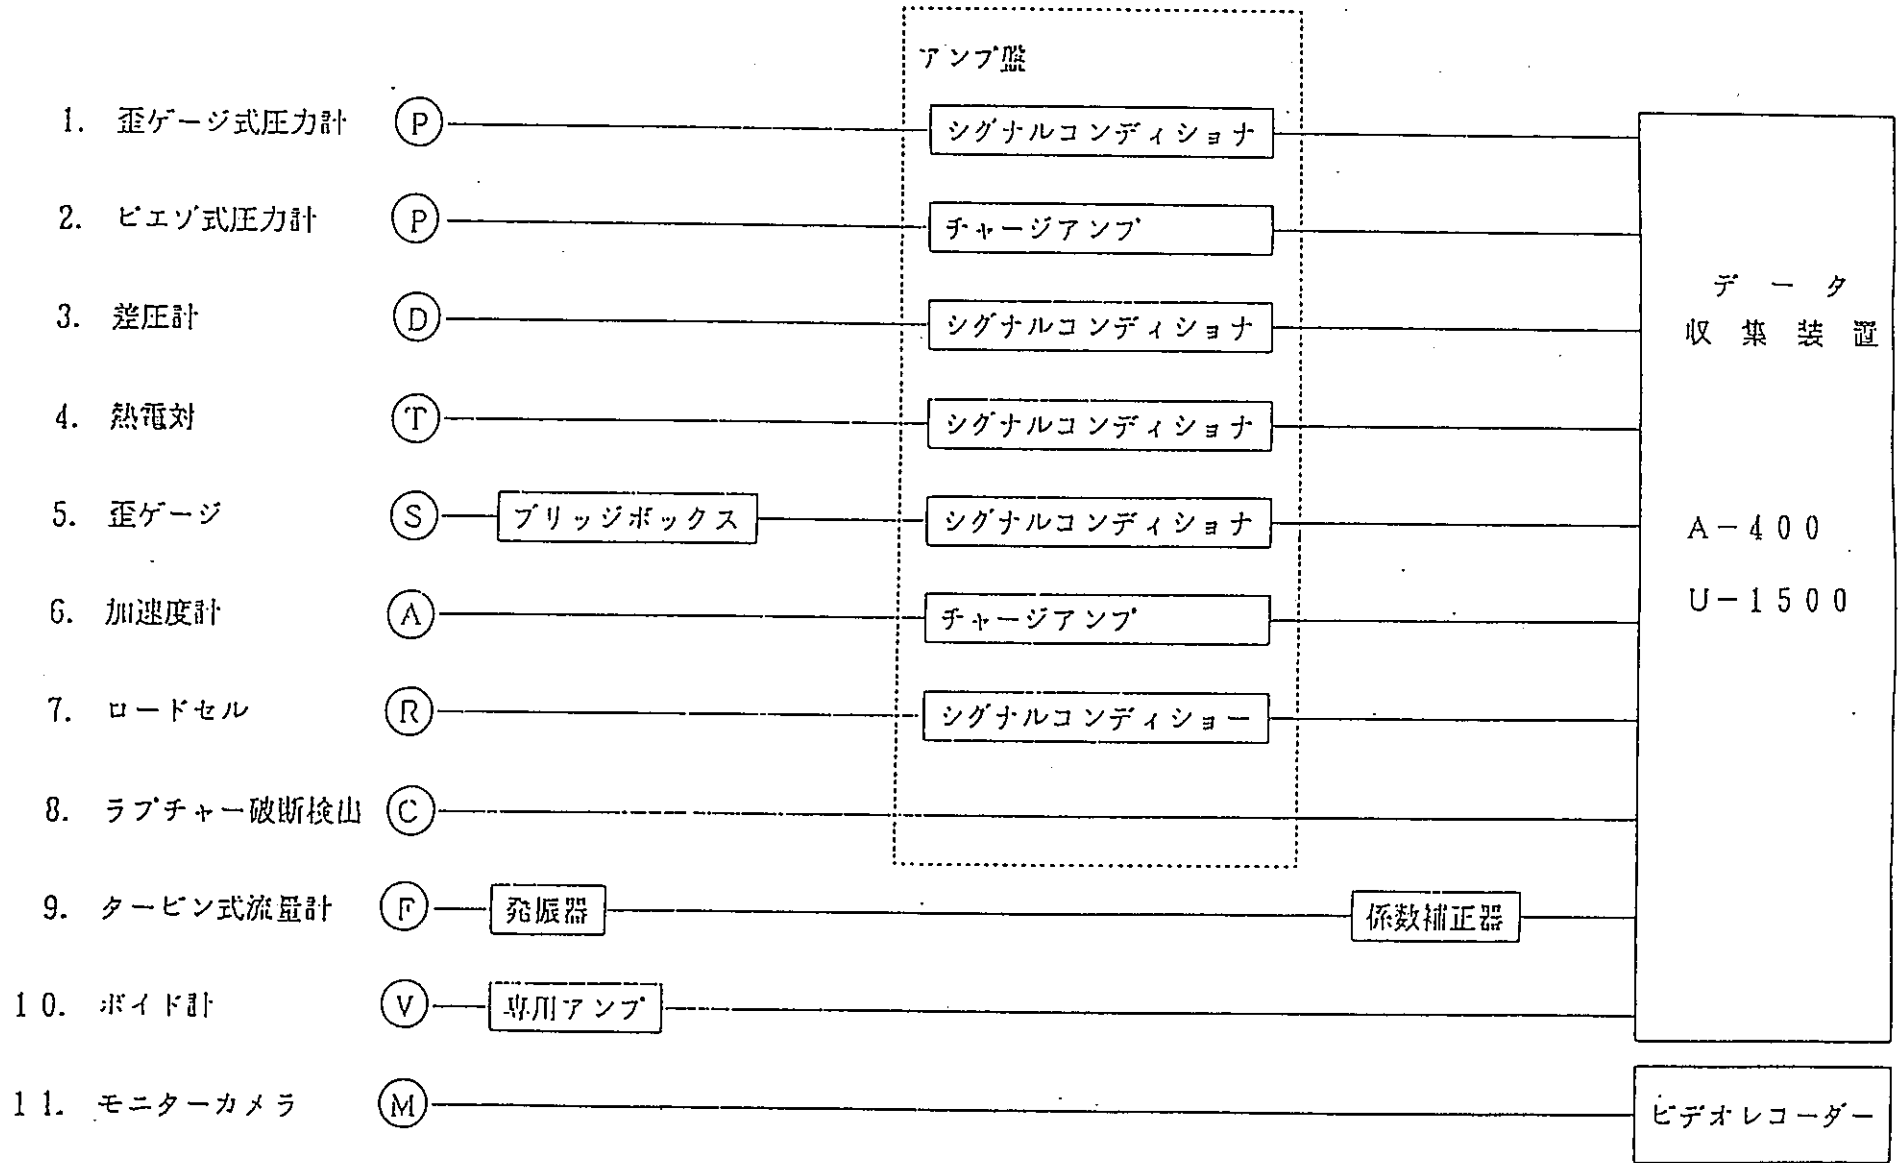 アンプ盤
1. 歪ゲージ式圧力計 P シグナルコンディショナ
2. ピエゾ式圧力計 P チャージアンプ
データ
3. 差圧計 D シグナルコンディショナ
収集装置
4. 熱電対 T シグナルコンディショナ
5. 歪ゲージ S ブリッジボックス シグナルコンディショナ
A-400
U-1500
6. 加速度計 A チャージアンプ
7. ロードセル R シグナルコンディショー
8. ラプチャー破断検出 C
9. タービン式流量計 F 発振器 係数補正器
10. ボイド計 V 専用アンプ
11. モニターカメラ M ビデオレコーダー